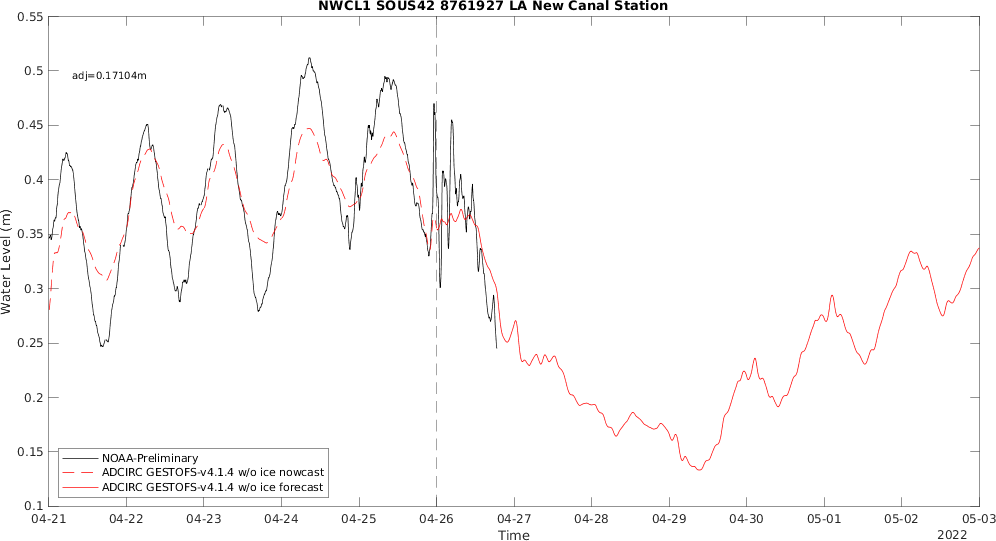 NWCL1 SOUS42 8761927 LA New Canal Station
0.55
0.5
0.45
0.4
0.35
0.3
0.25
0.2
0.15
0.1
Water Level (m)
adj=0.17104m
NOAA-Preliminary
ADCIRC GESTOFS-v4.1.4 w/o ice nowcast
ADCIRC GESTOFS-v4.1.4 w/o ice forecast
04-21 04-22 04-23 04-24 04-25 04-26 04-27 04-28 04-29 04-30 05-01 05-02 05-03
Time
2022